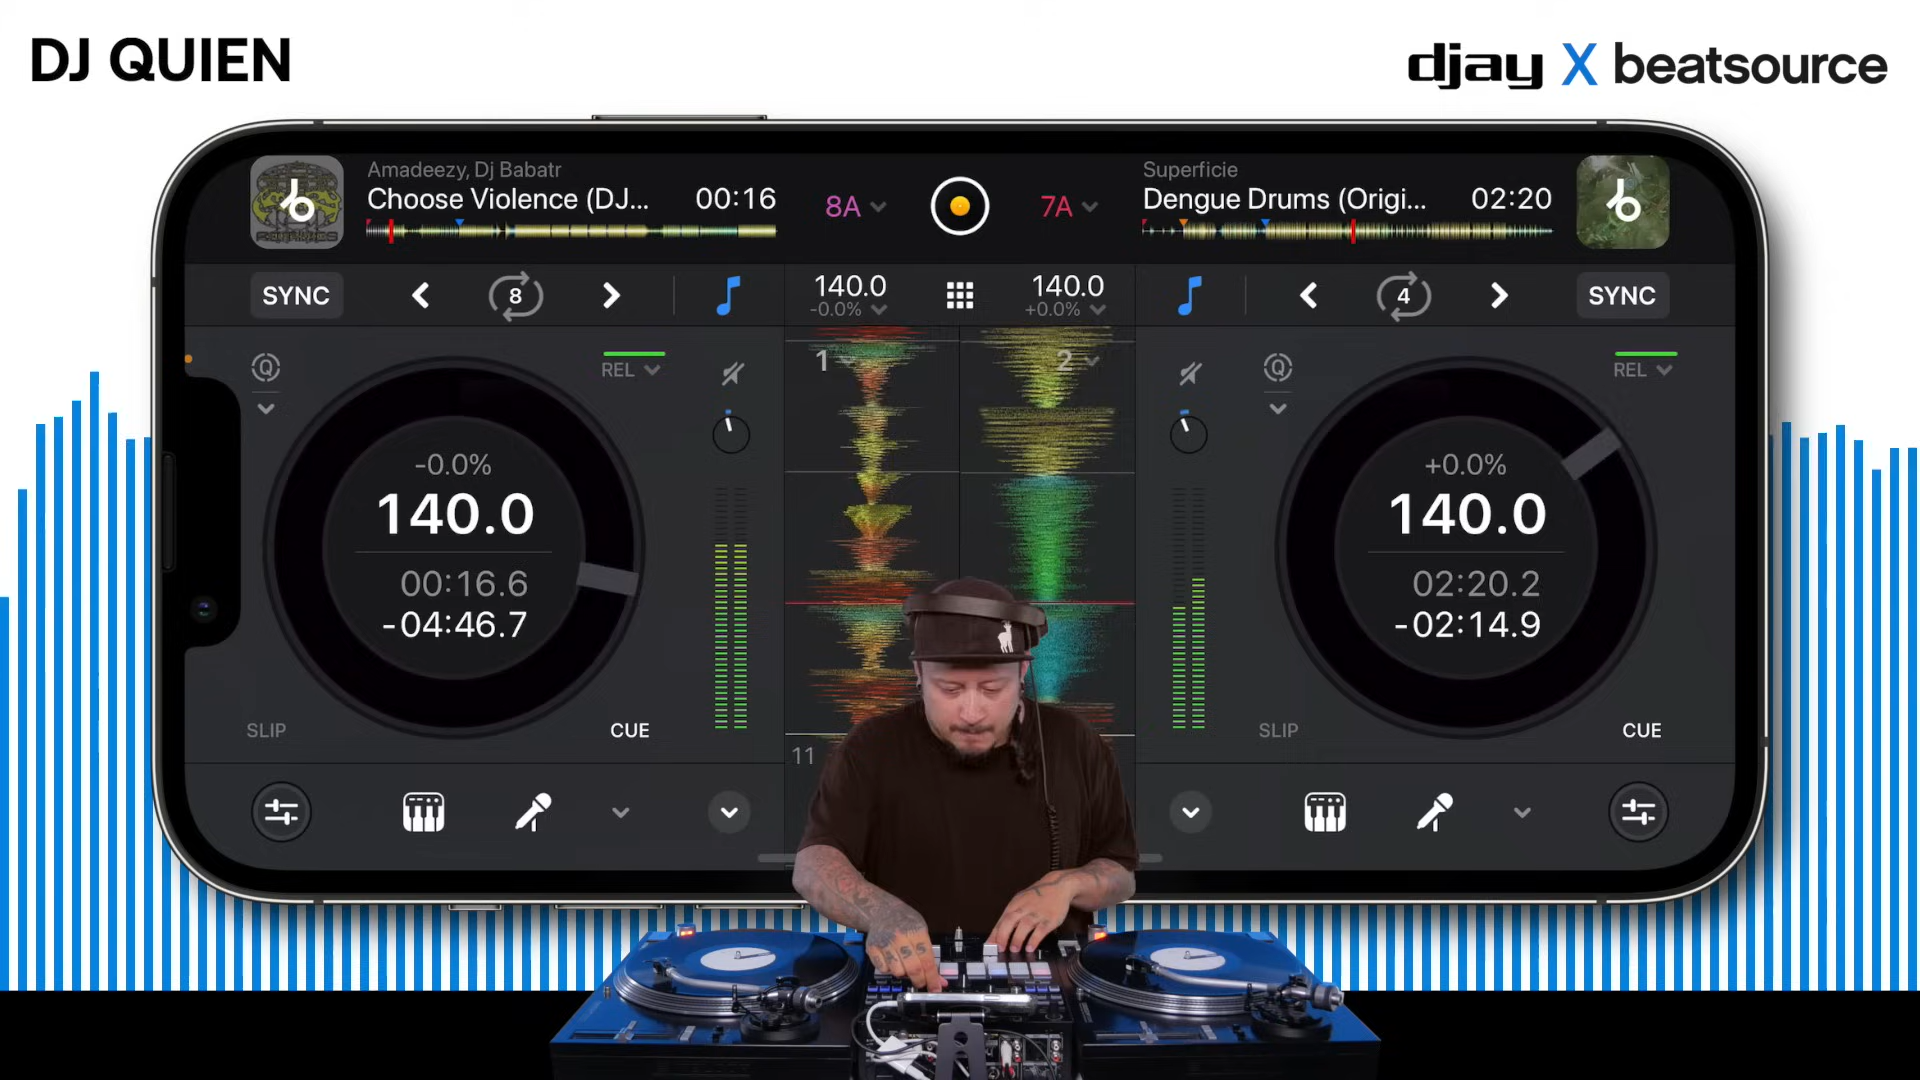 DJ QUIEN
djay X beatsource
Amadeezy, Dj Babatr
Choose Violence (DJ...
00:16
8A
7A
Superficie
Dengue Drums (Origi...
02:20
SYNC
8
140.0
-0.0%
140.0
+0.0%
4
SYNC
Q
REL
1
2
Q
REL
-0.0%
140.0
00:16.6
-04:46.7
+0.0%
140.0
02:20.2
-02:14.9
SLIP
CUE
11
SLIP
CUE